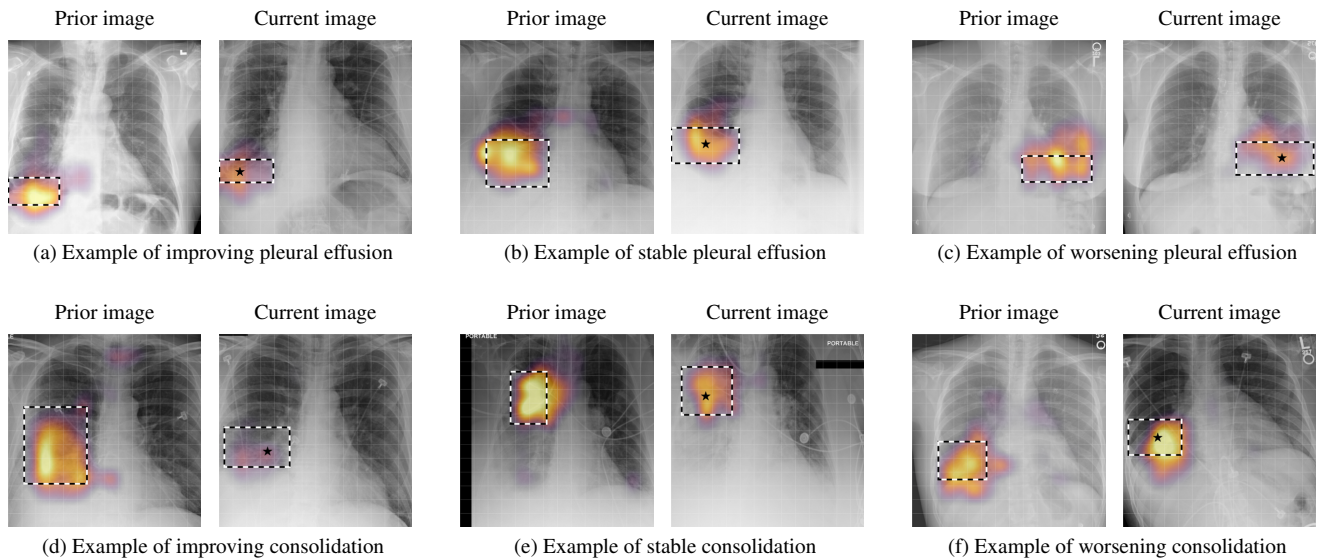 Prior image Current image Prior image Current image Prior image Current image
(a) Example of improving pleural effusion (b) Example of stable pleural effusion (c) Example of worsening pleural effusion
Prior image Current image Prior image Current image Prior image Current image
PORTABLE PORTABLE
(d) Example of improving consolidation (e) Example of stable consolidation (f) Example of worsening consolidation